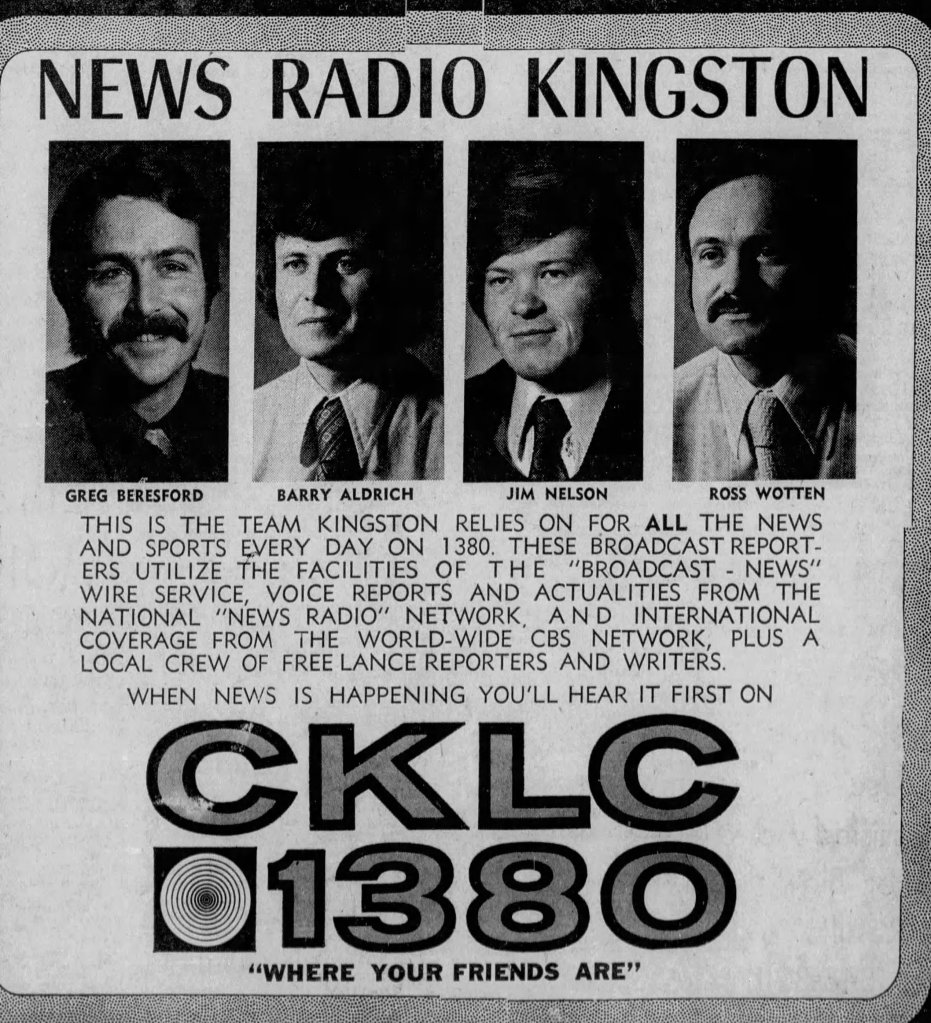 NEWS RADIO KINGSTON
GREG BERESFORD
BARRY ALDRICH
JIM NELSON
ROSS WOTTEN
THIS IS THE TEAM KINGSTON RELIES ON FOR ALL THE NEWS
AND SPORTS EVERY DAY ON 1380. THESE BROADCAST REPORT-
ERS UTILIZE THE FACILITIES OF THE "BROADCAST - NEWS"
WIRE SERVICE, VOICE REPORTS AND ACTUALITIES FROM THE
NATIONAL "NEWS RADIO" NETWORK, AND INTERNATIONAL
COVERAGE FROM THE WORLD-WIDE CBS NETWORK, PLUS A
LOCAL CREW OF FREE LANCE REPORTERS AND WRITERS.
WHEN NEWS IS HAPPENING YOU'LL HEAR IT FIRST ON
CKLC
1380
"WHERE YOUR FRIENDS ARE"